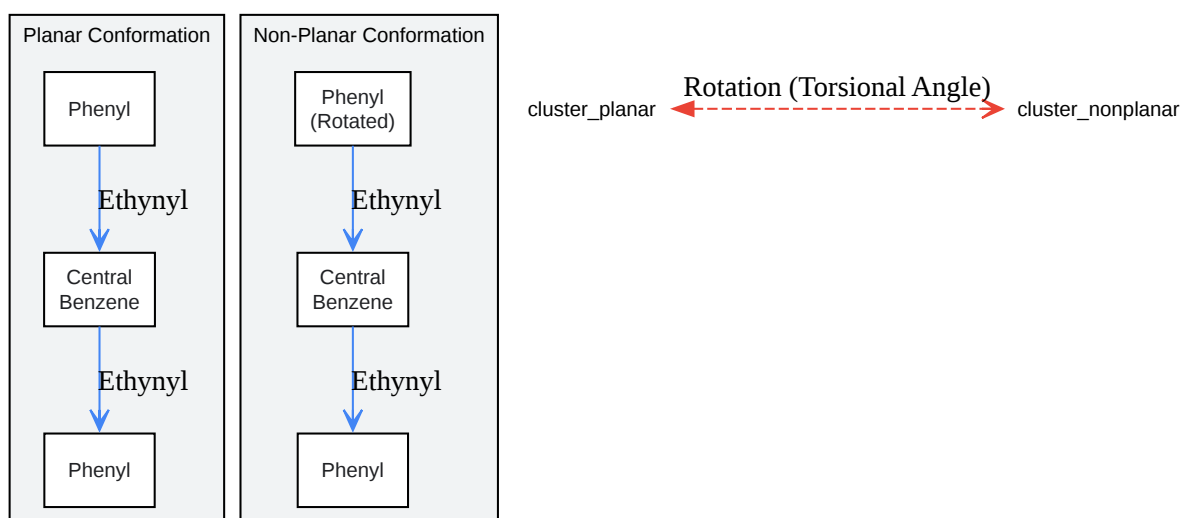 Planar Conformation
Phenyl
Ethynyl
Central
Benzene
Ethynyl
Phenyl
Non-Planar Conformation
Phenyl
(Rotated)
Ethynyl
Central
Benzene
Ethynyl
Phenyl
cluster_planar
Rotation (Torsional Angle)
cluster_nonplanar